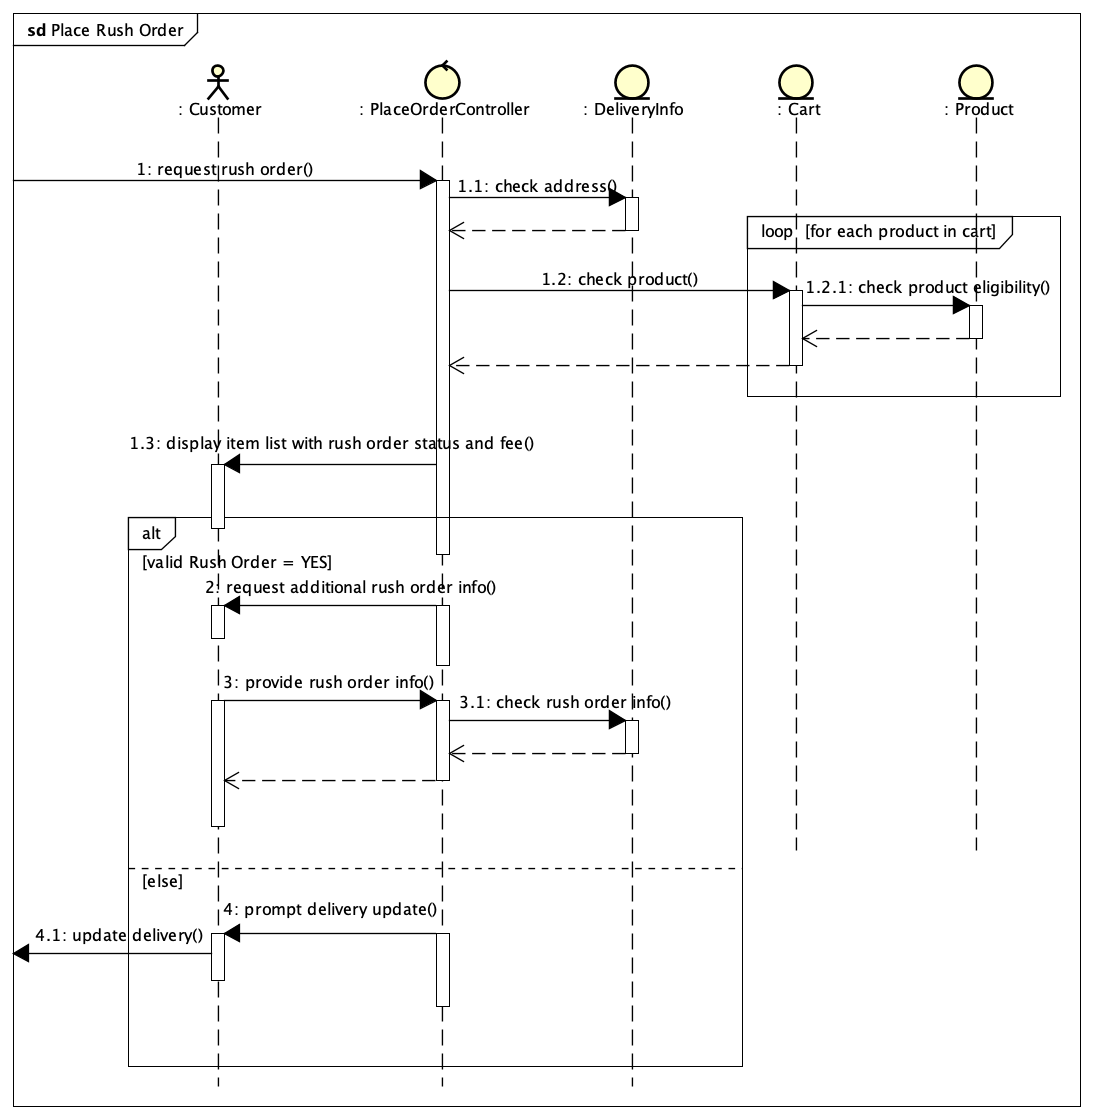 sd Place Rush Order
: Customer
: PlaceOrderController
: DeliveryInfo
: Cart
: Product
1: request rush order()
1.1: check address()
loop [for each product in cart]
1.2: check product()
1.2.1: check product eligibility()
1.3: display item list with rush order status and fee()
alt
[valid Rush Order = YES]
2: request additional rush order info()
3: provide rush order info()
3.1: check rush order info()
[else]
4: prompt delivery update()
4.1: update delivery()